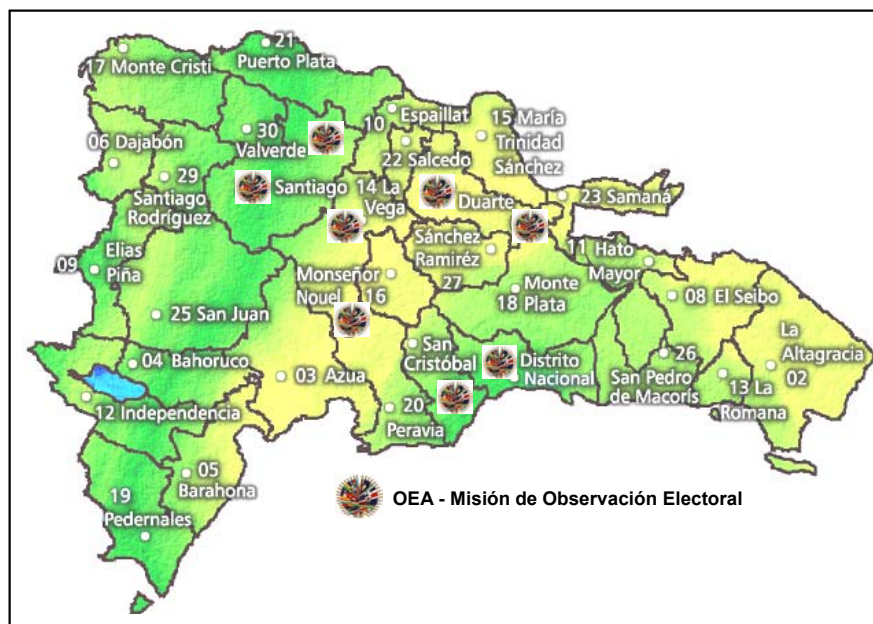 21
Puerto Plata
17 Monte Cristi
10
Espaillat
15 María
Trinidad
Sánchez
06 Dajabón
30
Valverde
22 Salcedo
29
Santiago
Rodríguez
Santiago
14 La
Vega
Duarte
23 Samaná
09
Elias
Piña
Sánchez
Ramiréz
27
11
Hato
Mayor
Monseñor
Nouel
16
Monte
18 Plata
08 El Seibo
25 San Juan
La
Altagracia
02
04 Bahoruco
San
Cristóbal
Distrito
Nacional
26
San Pedro
de Macorís
03 Azua
13 La
Romana
12 Independencia
20
Peravia
05
Barahona
19
Pedernales
OEA - Misión de Observación Electoral